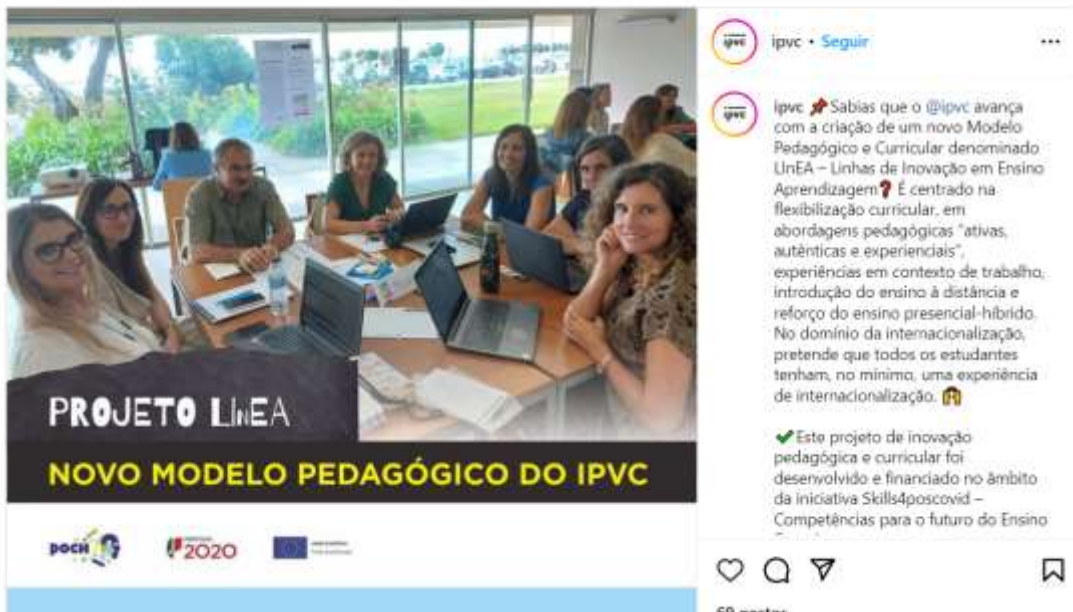 PROJETO LInEA
NOVO MODELO PEDAGÓGICO DO IPVC
POCH
2020
ipvc • Seguir
ipvc Sabias que o @ipvc avança
com a criação de um novo Modelo
Pedagógico e Curricular denominado
LInEA – Linhas de Inovação em Ensino
Aprendizagem❓ É centrado na
flexibilização curricular, em
abordagens pedagógicas "ativas,
autênticas e experienciais",
experiências em contexto de trabalho,
introdução do ensino à distância e
reforço do ensino presencial-híbrido.
No domínio da internacionalização,
pretende que todos os estudantes
tenham, no mínimo, uma experiência
de internacionalização.
Este projeto de inovação
pedagógica e curricular foi
desenvolvido e financiado no âmbito
da iniciativa Skills4poscovid –
Competências para o futuro do Ensino